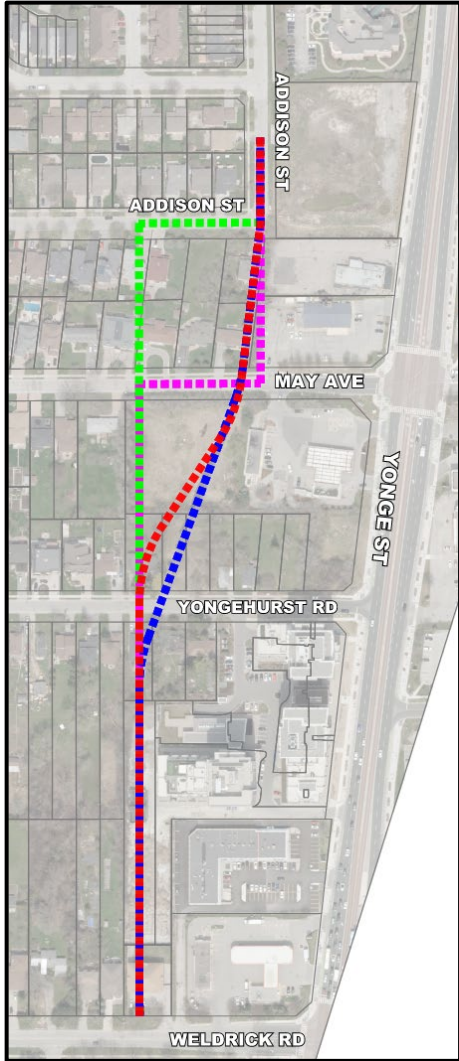 ADDISON ST
ADDISON ST
MAY AVE
YONGE ST
YONGEHURST RD
WELDRICK RD